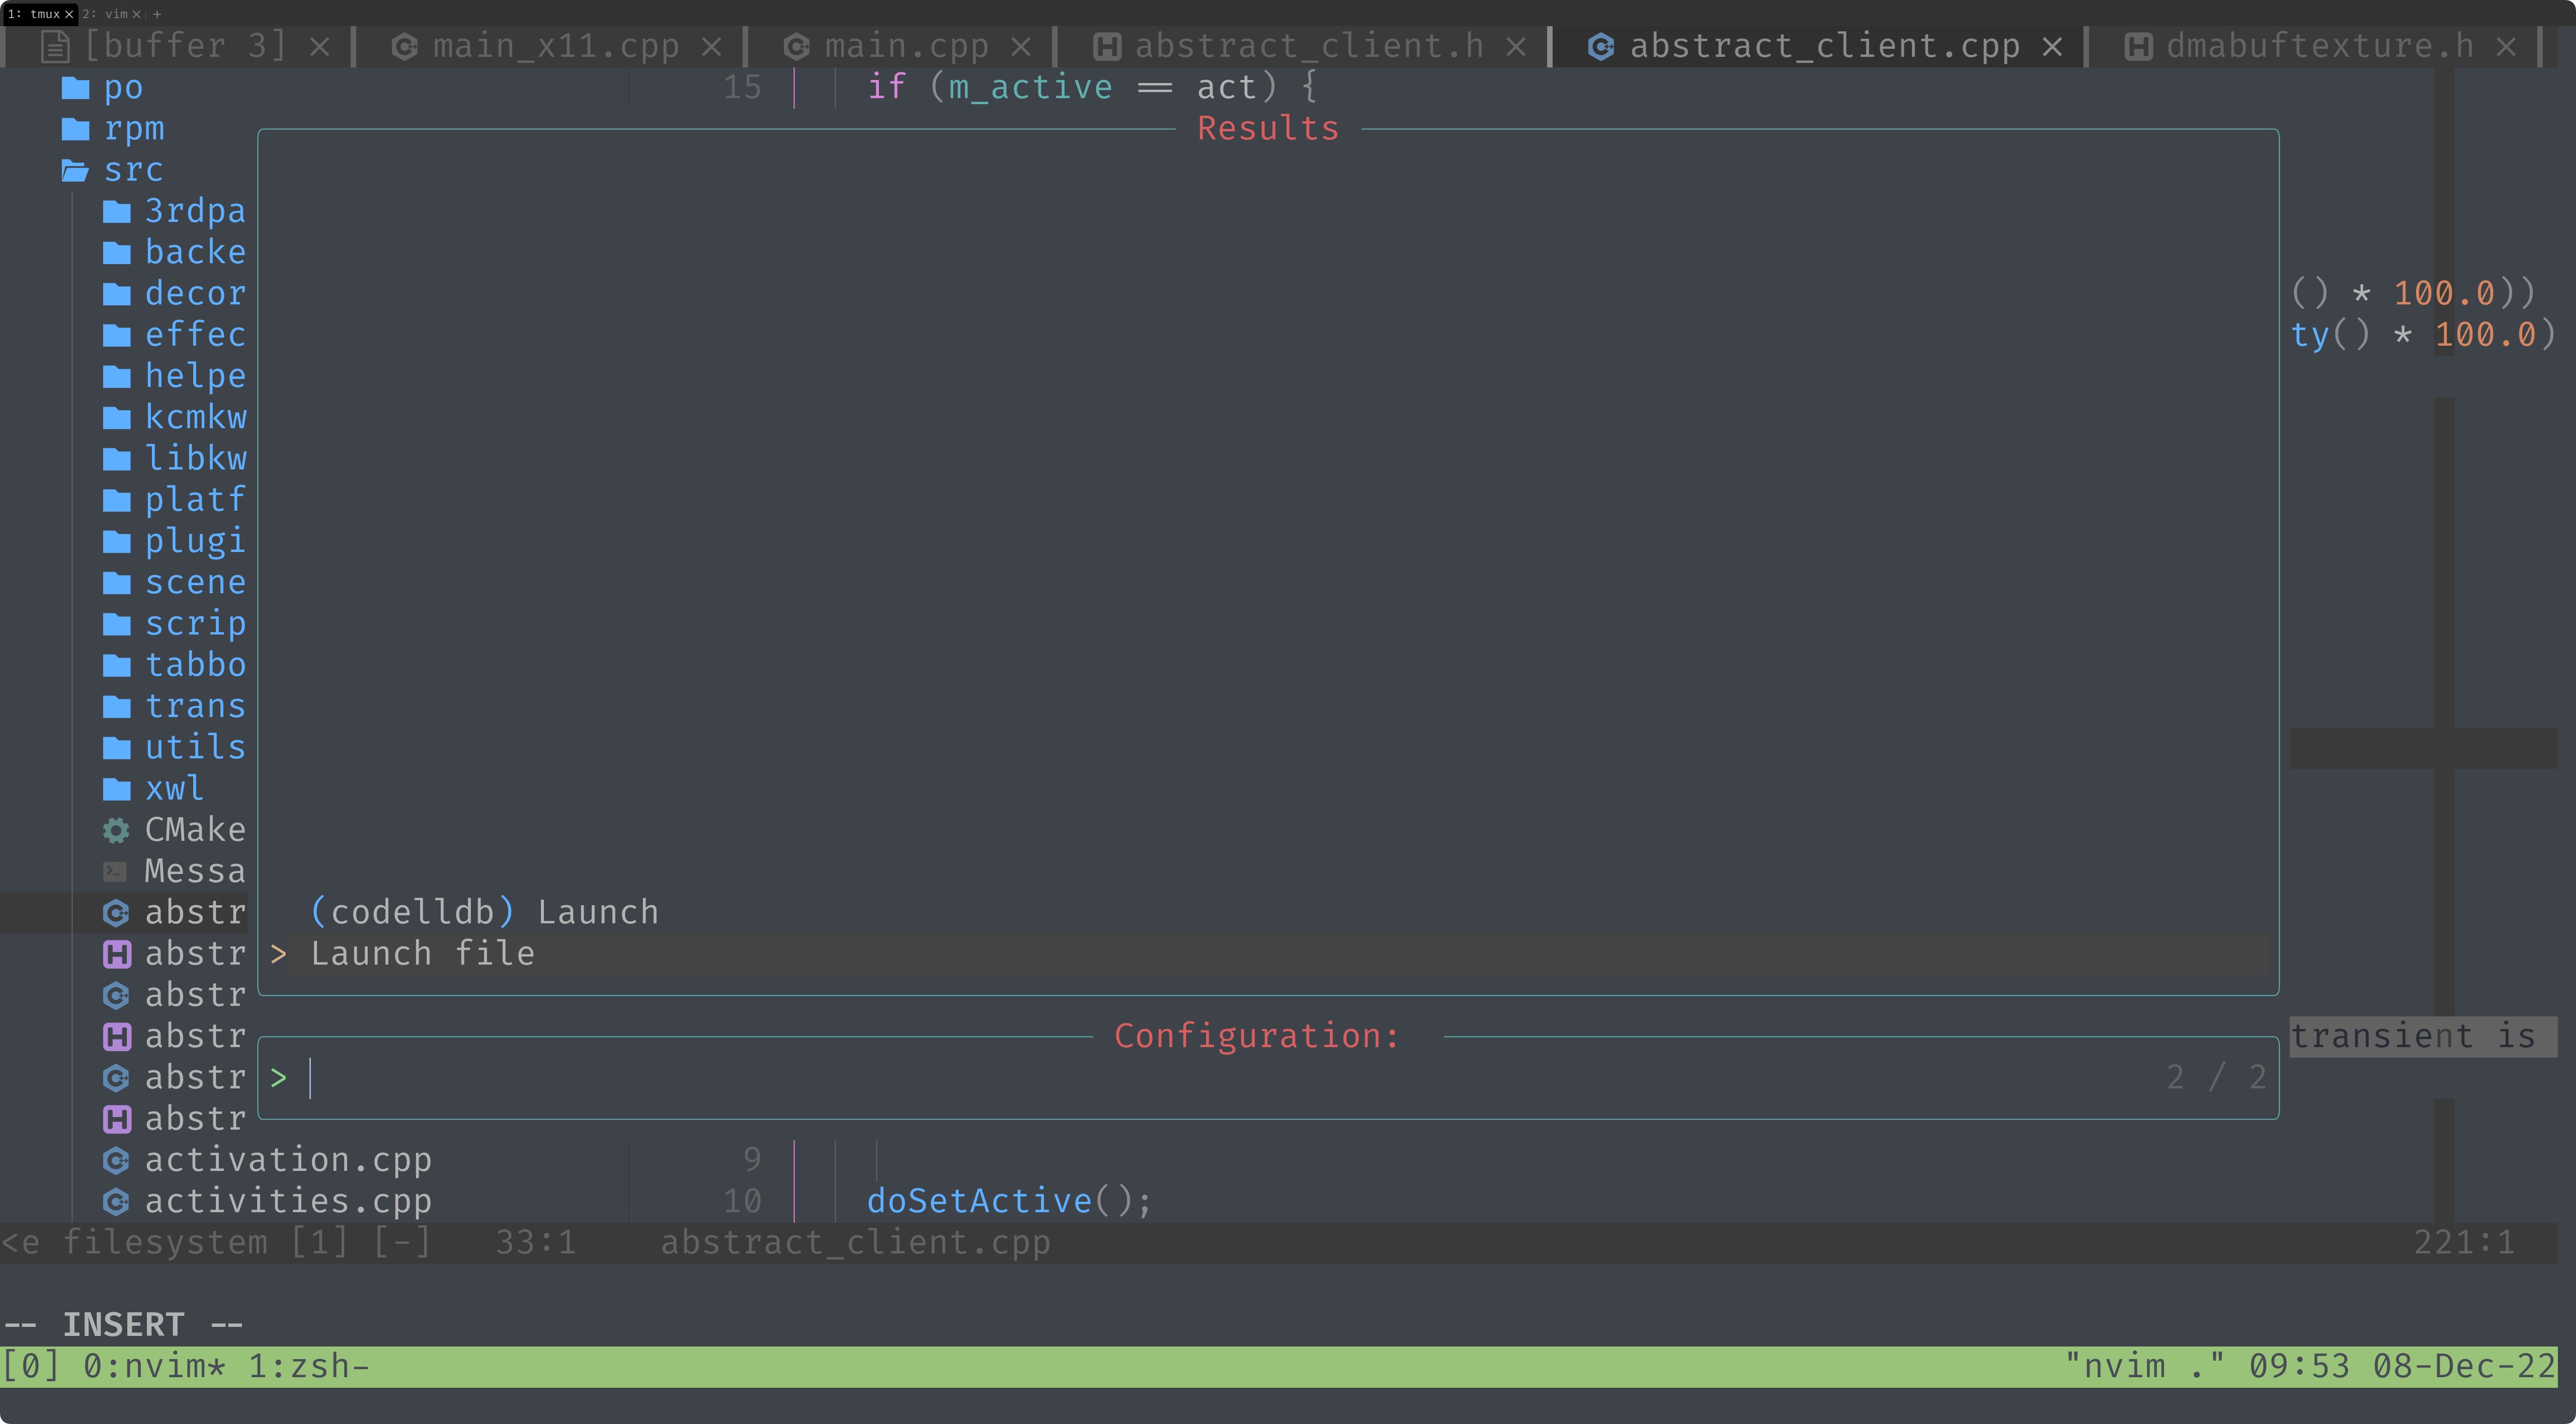 1: tmux × 2: vim × +
[buffer 3] × main_x11.cpp × main.cpp × abstract_client.h × abstract_client.cpp × dmabuftexture.h ×
po 15 if (m_active == act) {
rpm Results
src
3rdpa
backe
decor () * 100.0))
effec ty() * 100.0)
helpe
kcmkw
libkw
platf
plugi
scene
scrip
tabbo
trans
utils
xwl
CMake
Messa
abstr (codelldb) Launch
abstr > Launch file
abstr
abstr Configuration: transient is
abstr > 2 / 2
abstr
activation.cpp 9
activities.cpp 10 doSetActive();
<e filesystem [1] [-] 33:1 abstract_client.cpp 221:1
-- INSERT --
[0] 0:nvim* 1:zsh- "nvim ." 09:53 08-Dec-22